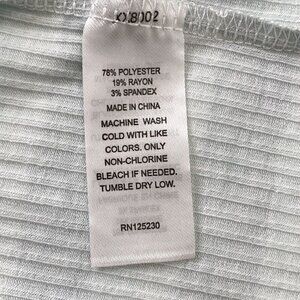 78% POLYESTER
19% RAYON
3% SPANDEX
MADE IN CHINA
MACHINE WASH
COLD WITH LIKE
COLORS. ONLY
NON-CHLORINE
BLEACH IF NEEDED.
TUMBLE DRY LOW.
RN125230